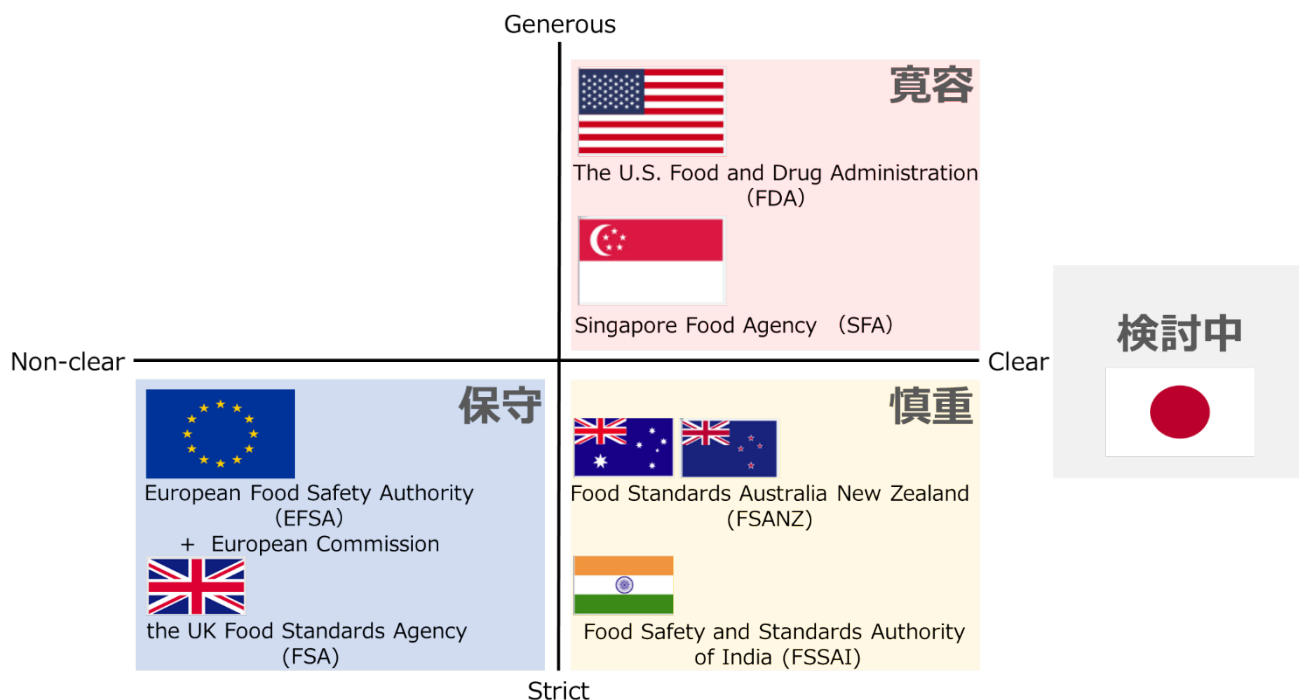 Generous
寛容
The U.S. Food and Drug Administration
(FDA)
Singapore Food Agency （SFA）
Non-clear
Clear
検討中
保守
European Food Safety Authority
(EFSA)
+ European Commission
the UK Food Standards Agency
(FSA)
慎重
Food Standards Australia New Zealand
(FSANZ)
Food Safety and Standards Authority
of India (FSSAI)
Strict